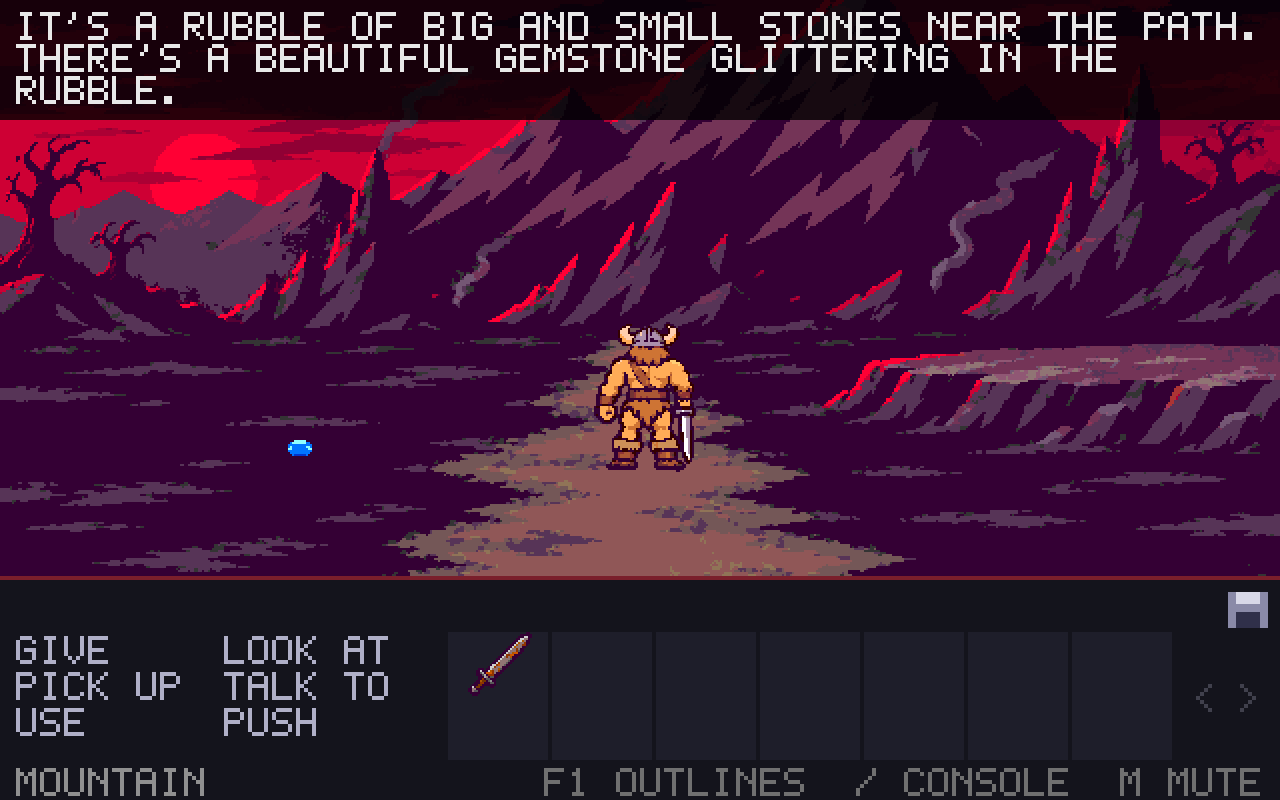 IT'S A RUBBLE OF BIG AND SMALL STONES NEAR THE PATH.
THERE'S A BEAUTIFUL GEMSTONE GLITTERING IN THE
RUBBLE.
GIVE LOOK AT
PICK UP TALK TO
USE PUSH
< >
MOUNTAIN F1 OUTLINES / CONSOLE M MUTE